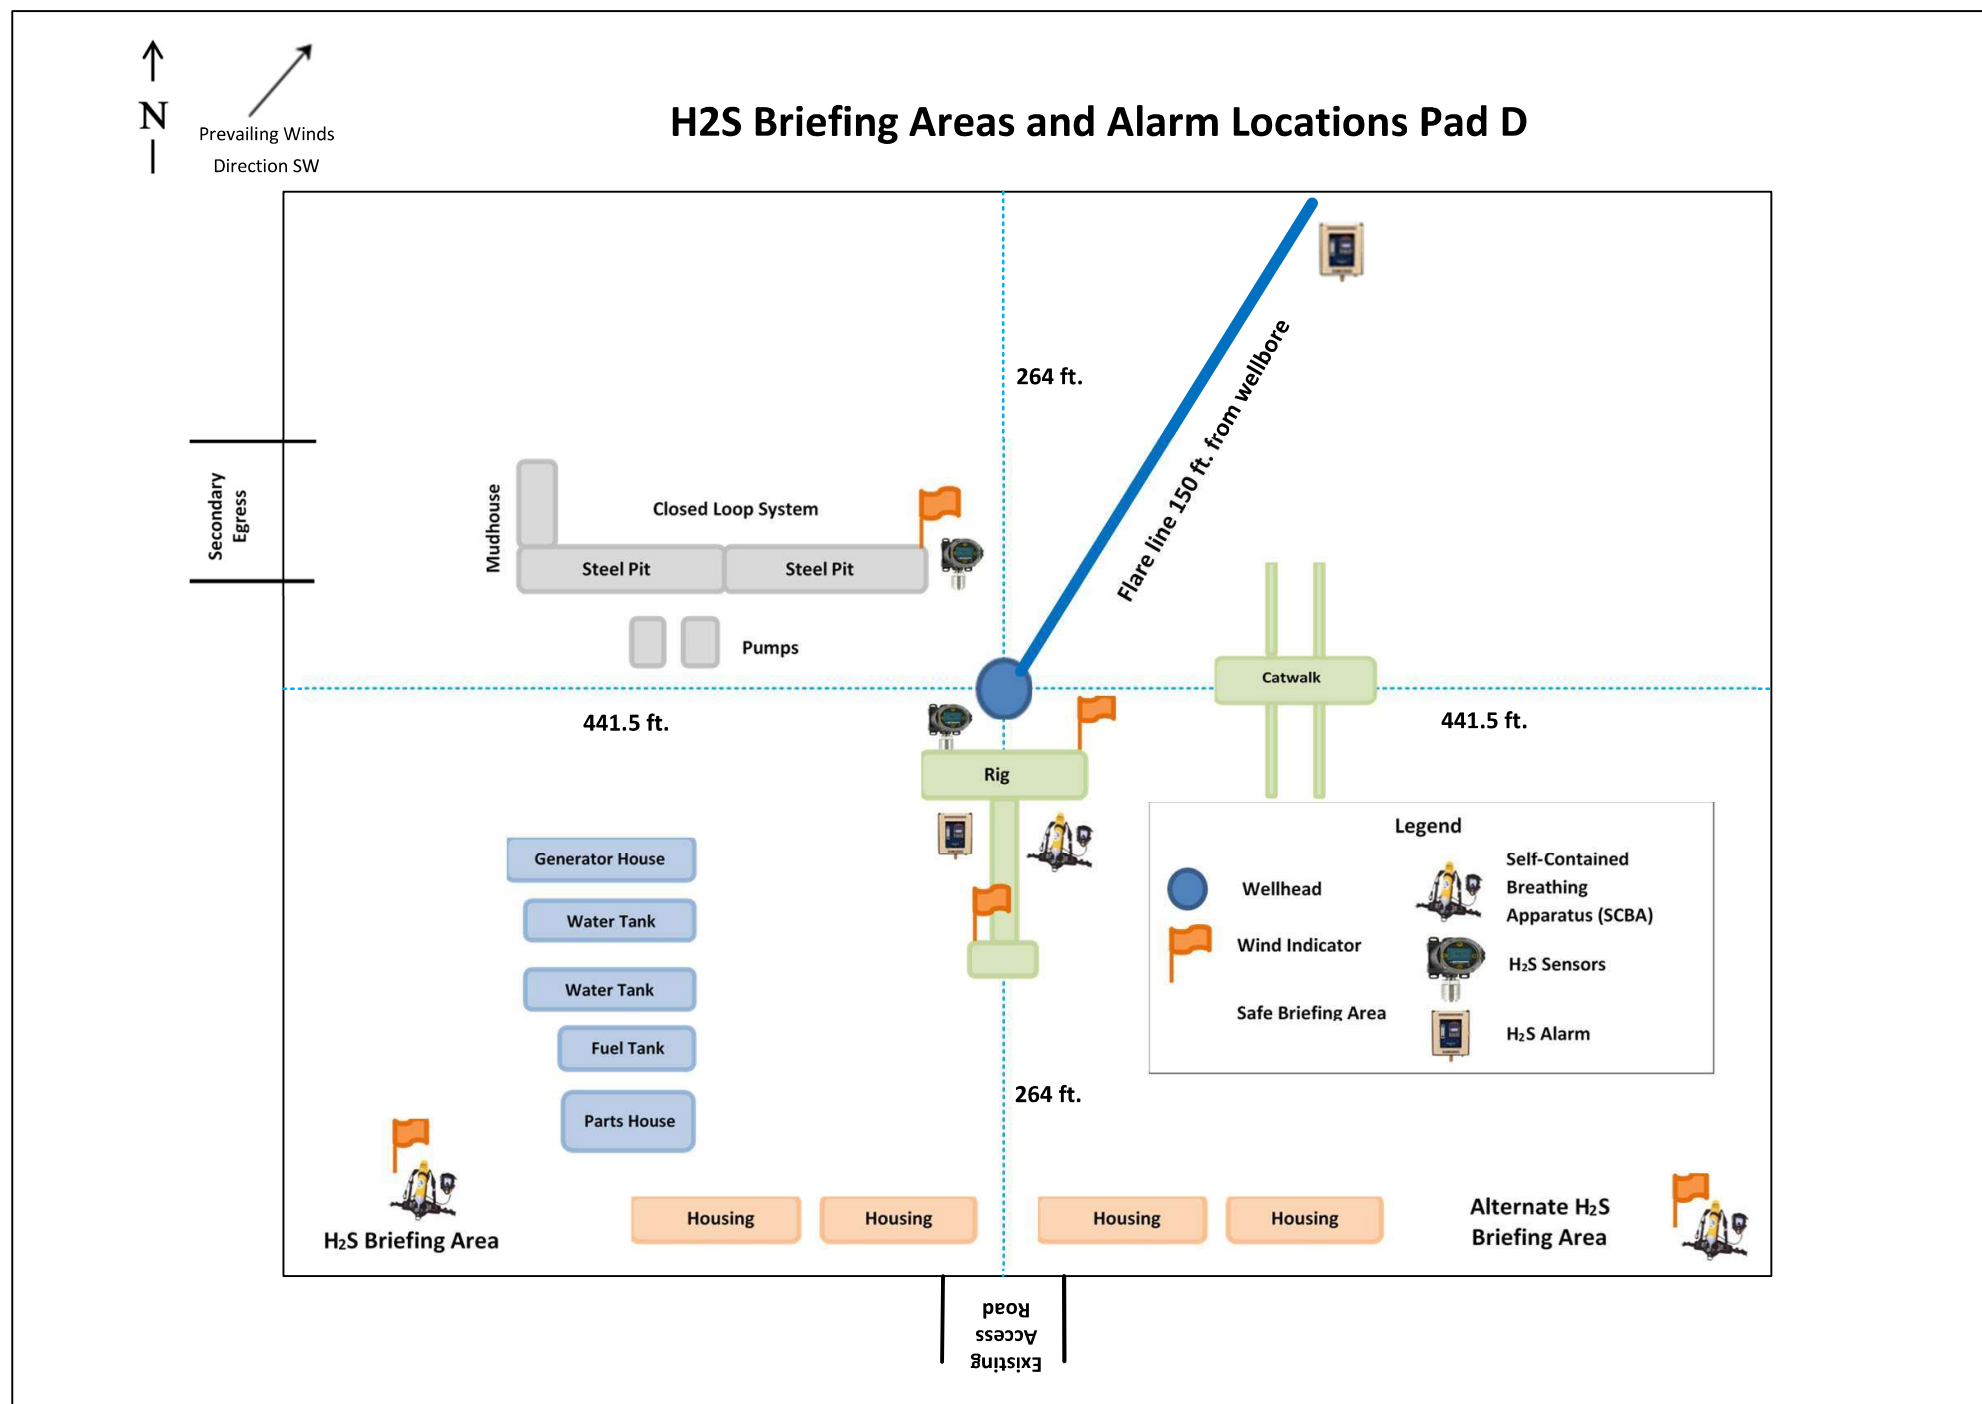 N
Prevailing Winds
Direction SW
H2S Briefing Areas and Alarm Locations Pad D
264 ft.
Flare line 150 ft. from wellbore
Secondary
Egress
Mudhouse
Closed Loop System
Steel Pit
Steel Pit
Pumps
Catwalk
441.5 ft.
441.5 ft.
Rig
Generator House
Water Tank
Water Tank
Fuel Tank
Parts House
Legend
Wellhead
Wind Indicator
Safe Briefing Area
Self-Contained
Breathing
Apparatus (SCBA)
H₂S Sensors
H₂S Alarm
264 ft.
H₂S Briefing Area
Housing
Housing
Housing
Housing
Alternate H₂S
Briefing Area
Existing
Access
Road